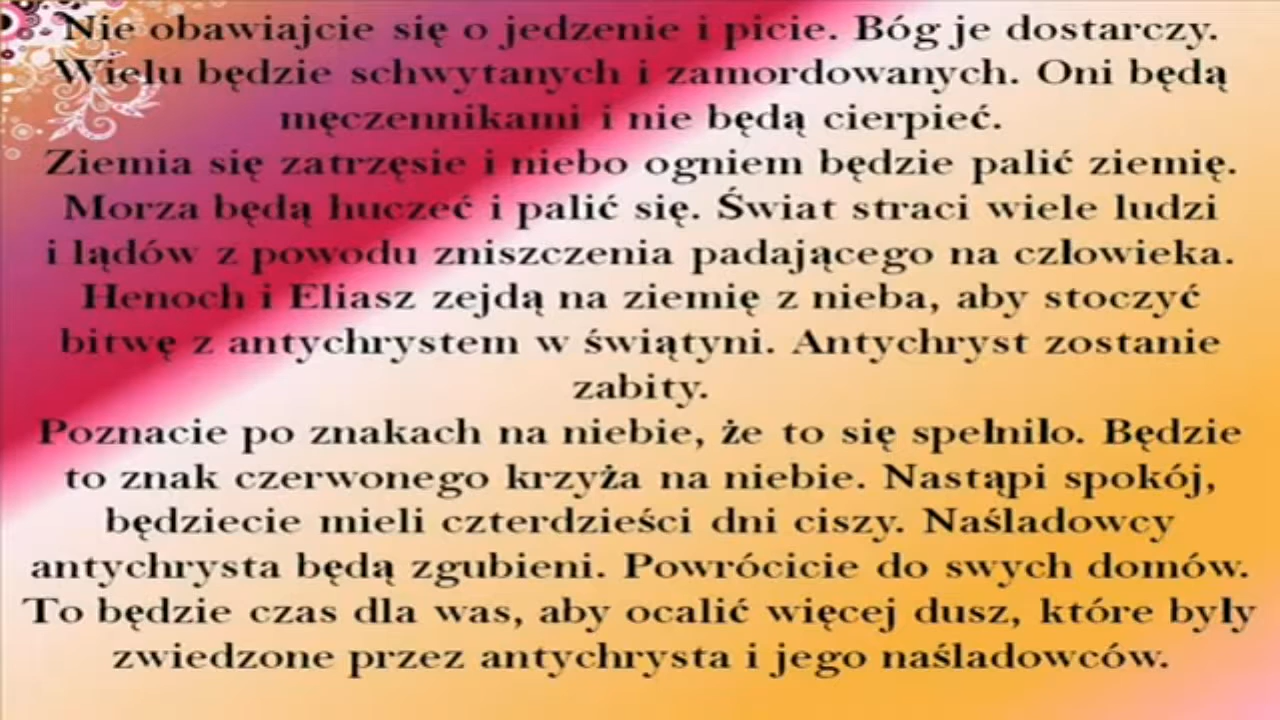 Nie obawiajcie się o jedzenie i picie. Bóg je dostarczy.
Wielu będzie schwytanych i zamordowanych. Oni będą
męczennikami i nie będą cierpieć.
Ziemia się zatrzęsie i niebo ogniem będzie palić ziemię.
Morza będą huczeć i palić się. Świat straci wiele ludzi
i lądów z powodu zniszczenia padającego na człowieka.
Henoch i Eliasz zejdą na ziemię z nieba, aby stoczyć
bitwę z antychrystem w świątyni. Antychryst zostanie
zabity.
Poznacie po znakach na niebie, że to się spełniło. Będzie
to znak czerwonego krzyża na niebie. Nastąpi spokój,
będziecie mieli czterdzieści dni ciszy. Naśladowcy
antychrysta będą zgubieni. Powrócicie do swych domów.
To będzie czas dla was, aby ocalić więcej dusz, które były
zwiedzone przez antychrysta i jego naśladowców.